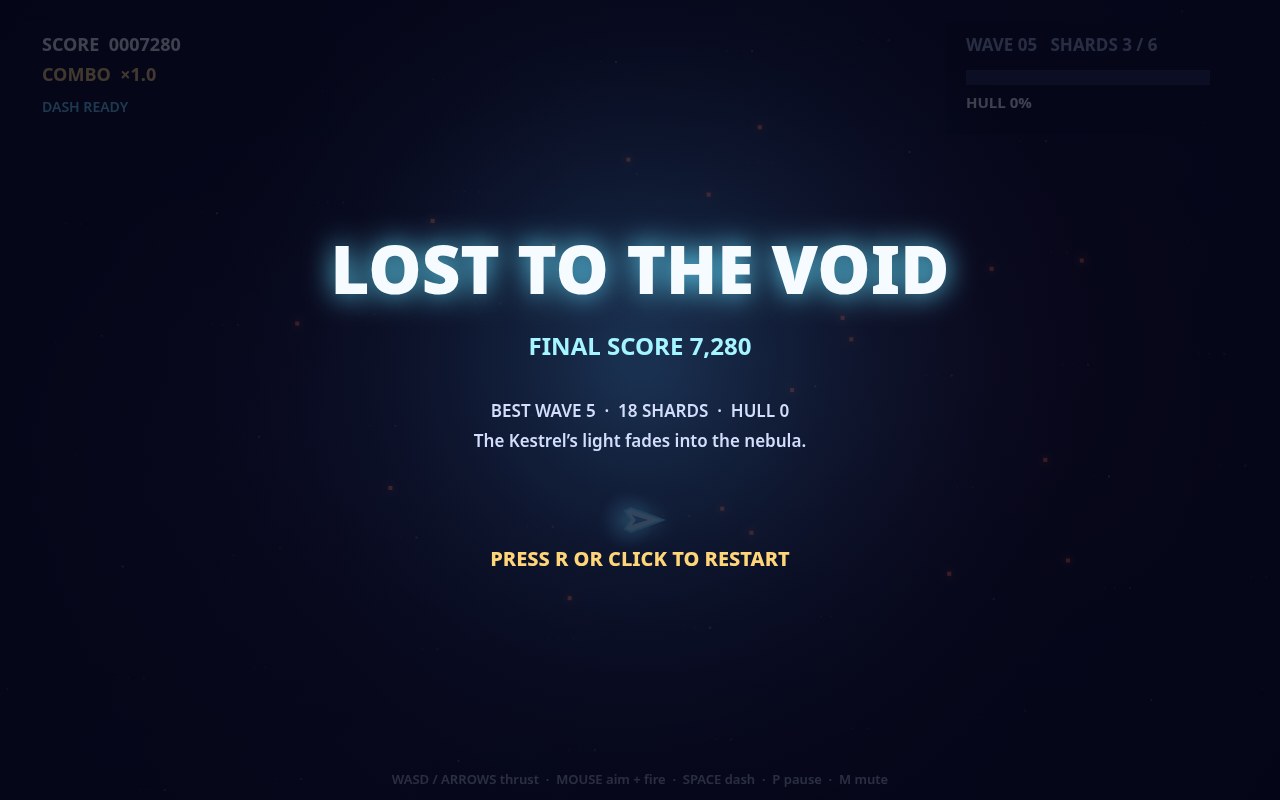 SCORE 0007280
COMBO ×1.0
DASH READY
WAVE 05 SHARDS 3 / 6
HULL 0%
LOST TO THE VOID
FINAL SCORE 7,280
BEST WAVE 5 · 18 SHARDS · HULL 0
The Kestrel’s light fades into the nebula.
PRESS R OR CLICK TO RESTART
WASD / ARROWS thrust · MOUSE aim + fire · SPACE dash · P pause · M mute